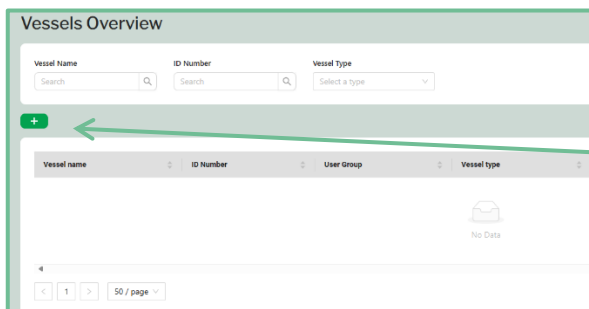 Vessels Overview
Vessel Name ID Number Vessel Type
Search Search Select a type
+
Vessel name ID Number User Group Vessel type
No Data
< 1 > 50 / page